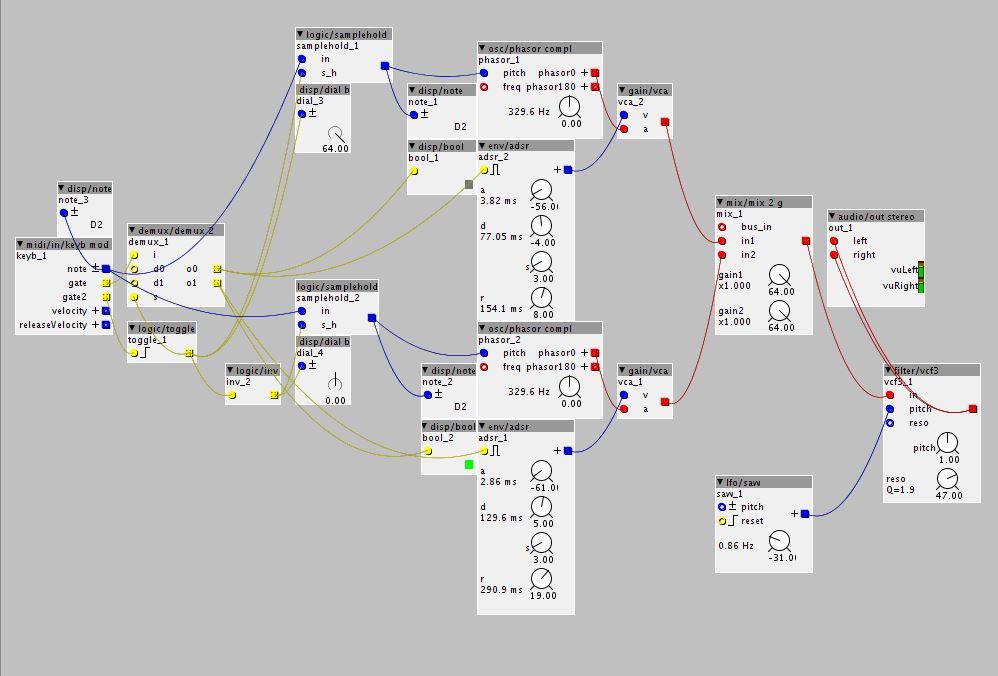 logic/samplehold
samplehold_1
in
s_h
disp/dial b
dial_3
±
64.00
disp/note
note_1
±
D2
osc/phasor compl
phasor_1
pitch phasor0 +
freq phasor180 +
329.6 Hz
0.00
gain/vca
vca_2
v
a
disp/bool
bool_1
env/adsr
adsr_2
+
a
3.82 ms
-56.0
d
77.05 ms
-4.00
s
3.00
r
154.1 ms
8.00
disp/note
note_3
±
D2
midi/in/keyb mod
keyb_1
note ±
gate
gate2
velocity +
releaseVelocity +
demux/demux 2
demux_1
i
d0 o0
d1 o1
s
logic/toggle
toggle_1
logic/inv
inv_2
logic/samplehold
samplehold_2
in
s_h
disp/dial b
dial_4
±
0.00
disp/note
note_2
±
D2
osc/phasor compl
phasor_2
pitch phasor0 +
freq phasor180 +
329.6 Hz
0.00
gain/vca
vca_1
v
a
disp/bool
bool_2
env/adsr
adsr_1
+
a
2.86 ms
-61.0
d
129.6 ms
5.00
s
3.00
r
290.9 ms
19.00
mix/mix 2 g
mix_1
bus_in
in1
in2
gain1
x1.000
64.00
gain2
x1.000
64.00
audio/out stereo
out_1
left
right
vuLeft
vuRight
filter/vcf3
vcf3_1
in
pitch
reso
pitch
1.00
reso
Q=1.9
47.00
lfo/saw
saw_1
± pitch
reset
+
0.86 Hz
-31.0